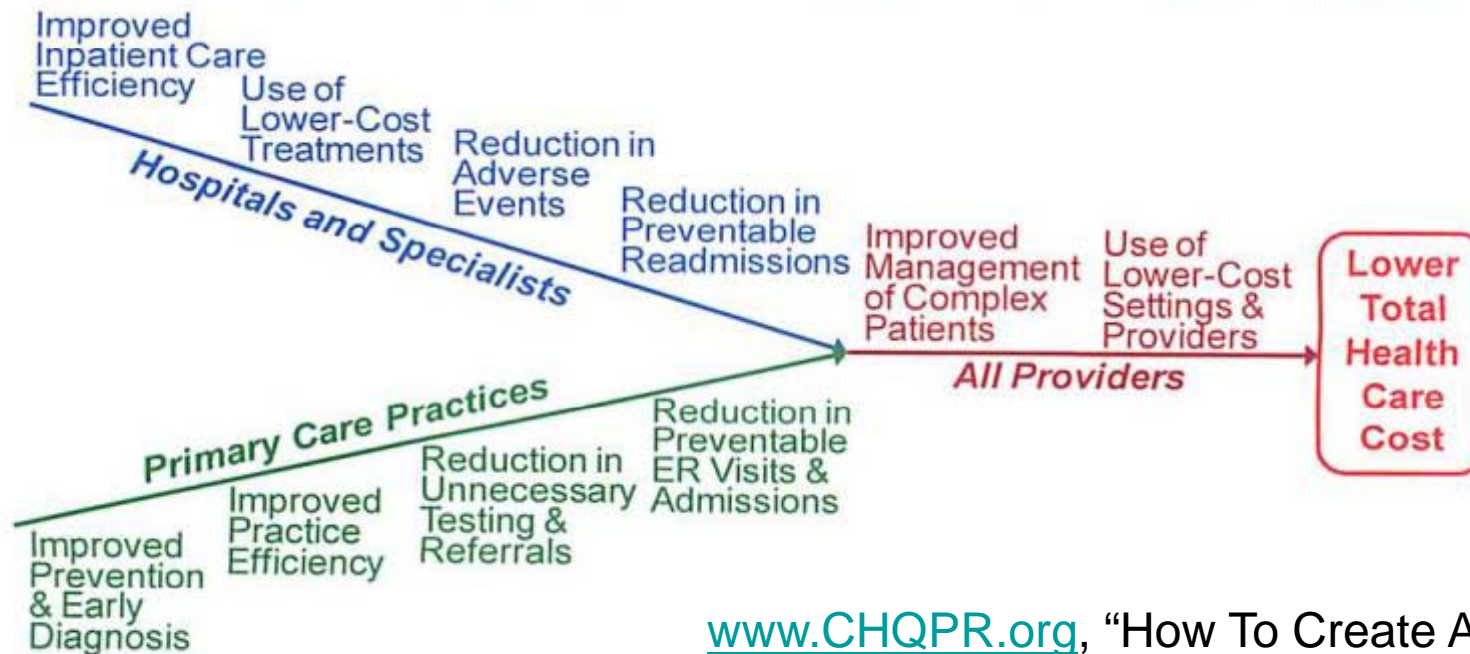 Improved
Inpatient Care
Efficiency
Use of
Lower-Cost
Treatments
Reduction in
Adverse
Events
Reduction in
Preventable
Readmissions
Hospitals and Specialists
Improved
Management
of Complex
Patients
Use of
Lower-Cost
Settings &
Providers
All Providers
Lower
Total
Health
Care
Cost
Primary Care Practices
Improved
Prevention
& Early
Diagnosis
Improved
Practice
Efficiency
Reduction in
Unnecessary
Testing &
Referrals
Reduction in
Preventable
ER Visits &
Admissions
www.CHQPR.org, “How To Create A